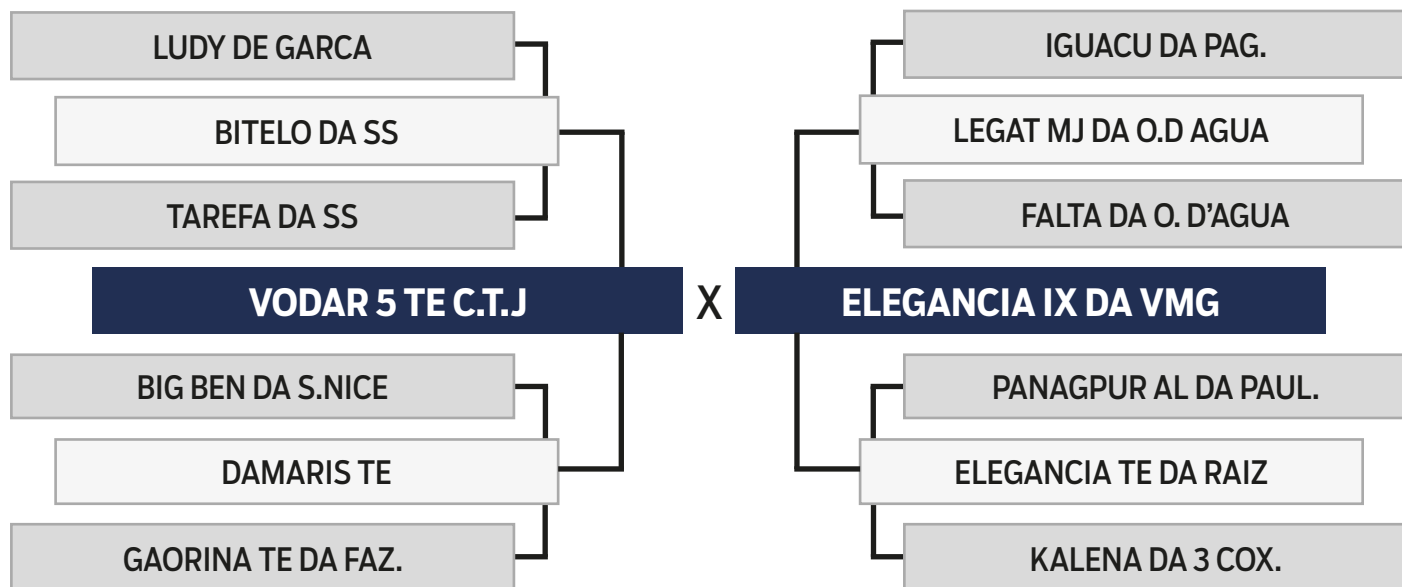 LUDY DE GARCA
BITELO DA SS
TAREFA DA SS
VODAR 5 TE C.T.J
BIG BEN DA S.NICE
DAMARIS TE
GAORINA TE DA FAZ.
X
IGUACU DA PAG.
LEGAT MJ DA O.D AGUA
FALTA DA O. D’AGUA
ELEGANCIA IX DA VMG
PANAGPUR AL DA PAUL.
ELEGANCIA TE DA RAIZ
KALENA DA 3 COX.